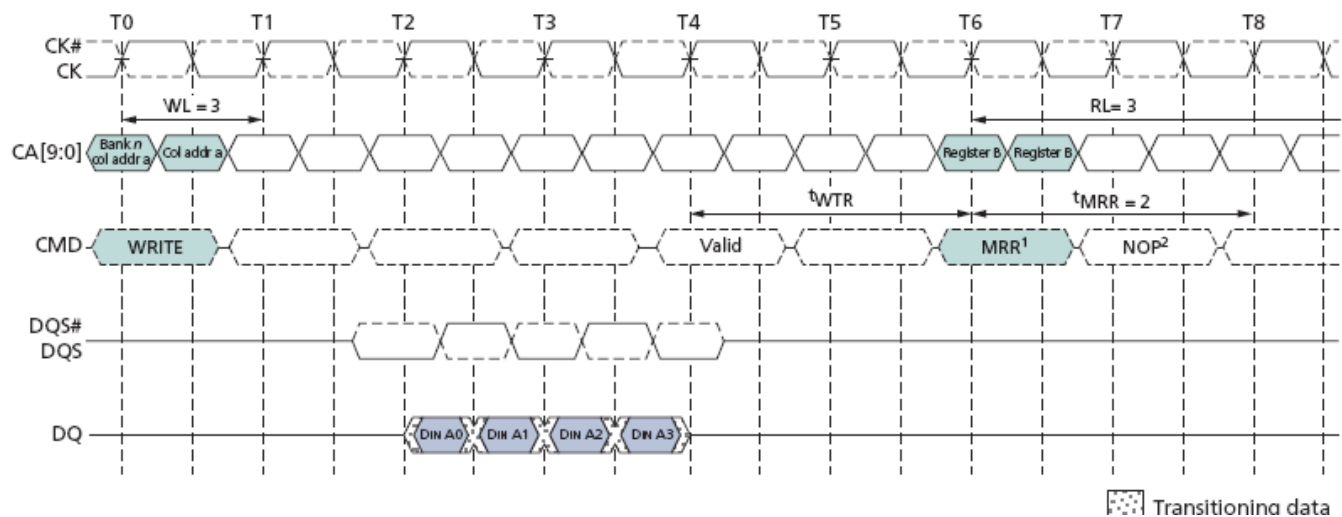 T0 T1 T2 T3 T4 T5 T6 T7 T8
CK#
CK
WL = 3 RL= 3
CA[9:0] Bank n col addr a Col addr a Register B Register B
tWTR tMRR = 2
CMD WRITE Valid MRR1 NOP2
DQS#
DQS
DQ DIN A0 DIN A1 DIN A2 DIN A3
Transitioning data